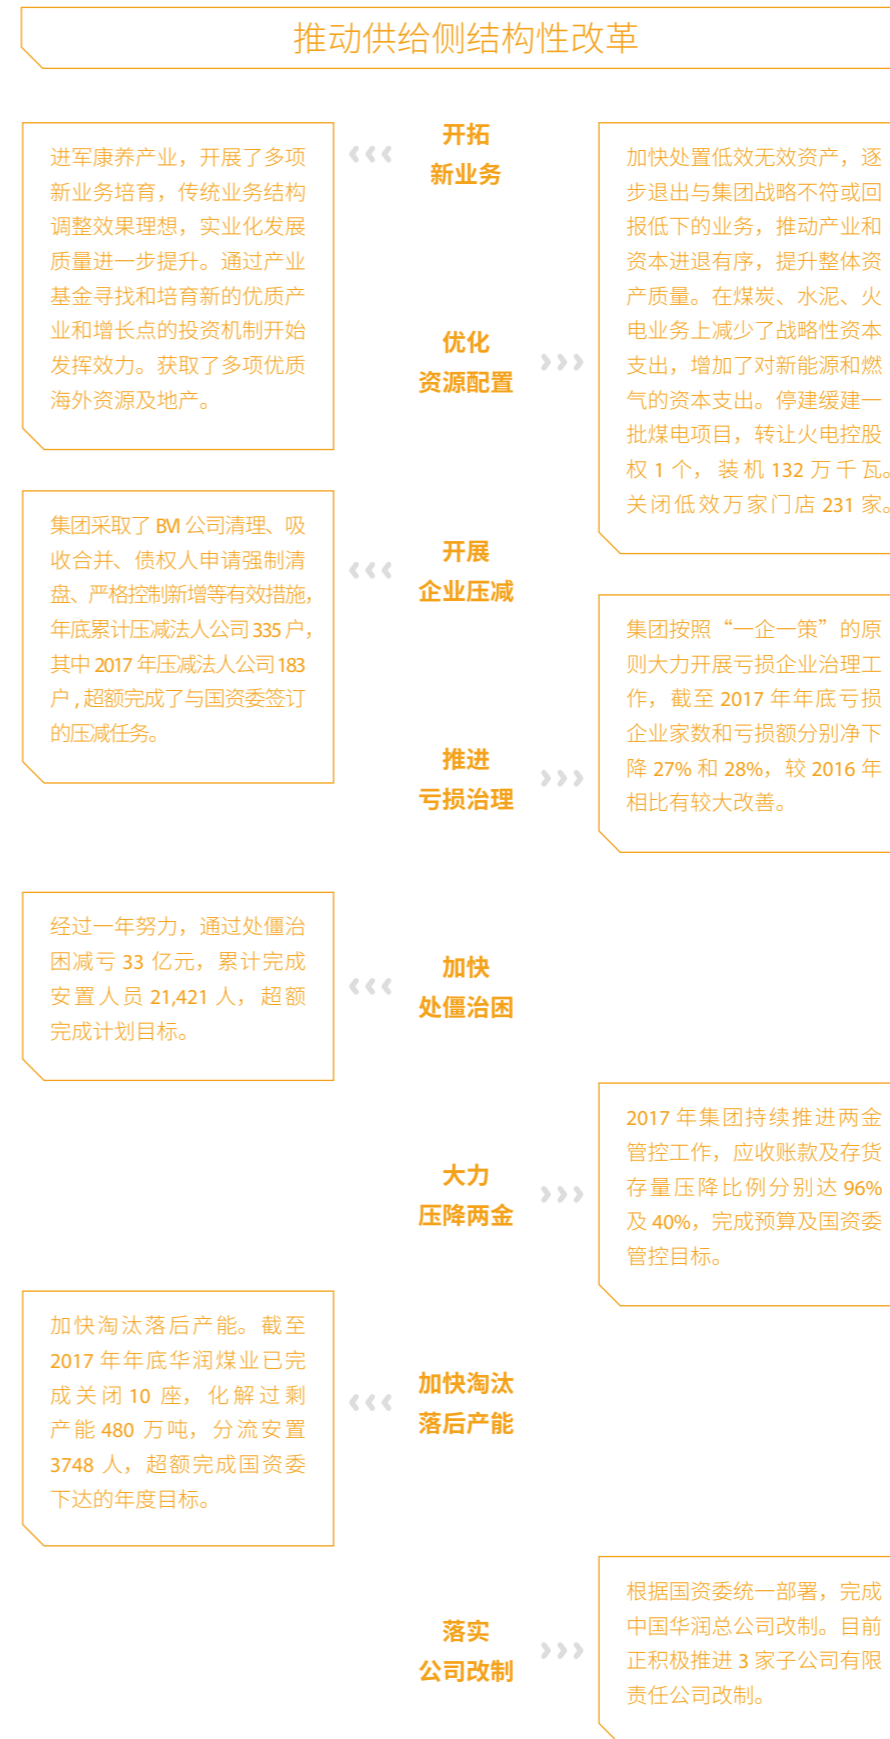 推动供给侧结构性改革
开拓
新业务
进军康养产业，开展了多项
新业务培育，传统业务结构
调整效果理想，实业化发展
质量进一步提升。通过产业
基金寻找和培育新的优质产
业和增长点的投资机制开始
发挥效力。获取了多项优质
海外资源及地产。
优化
资源配置
加快处置低效无效资产，逐
步退出与集团战略不符或回
报低下的业务，推动产业和
资本进退有序，提升整体资
产质量。在煤炭、水泥、火
电业务上减少了战略性资本
支出，增加了对新能源和燃
气的资本支出。停建缓建一
批煤电项目，转让火电控股
权 1 个，装机 132 万千瓦。
关闭低效万家门店 231 家。
开展
企业压减
集团采取了 BVI 公司清理、吸
收合并、债权人申请强制清
盘、严格控制新增等有效措施，
年底累计压减法人公司 335 户，
其中 2017 年压减法人公司 183
户 , 超额完成了与国资委签订
的压减任务。
推进
亏损治理
集团按照“一企一策”的原
则大力开展亏损企业治理工
作，截至 2017 年年底亏损
企业家数和亏损额分别净下
降 27% 和 28%，较 2016 年
相比有较大改善。
加快
处僵治困
经过一年努力，通过处僵治
困减亏 33 亿元，累计完成
安置人员 21,421 人，超额
完成计划目标。
大力
压降两金
2017 年集团持续推进两金
管控工作，应收账款及存货
存量压降比例分别达 96%
及 40%，完成预算及国资委
管控目标。
加快淘汰
落后产能
加快淘汰落后产能。截至
2017 年年底华润煤业已完
成关闭 10 座，化解过剩
产能 480 万吨，分流安置
3748 人，超额完成国资委
下达的年度目标。
落实
公司改制
根据国资委统一部署，完成
中国华润总公司改制。目前
正积极推进 3 家子公司有限
责任公司改制。